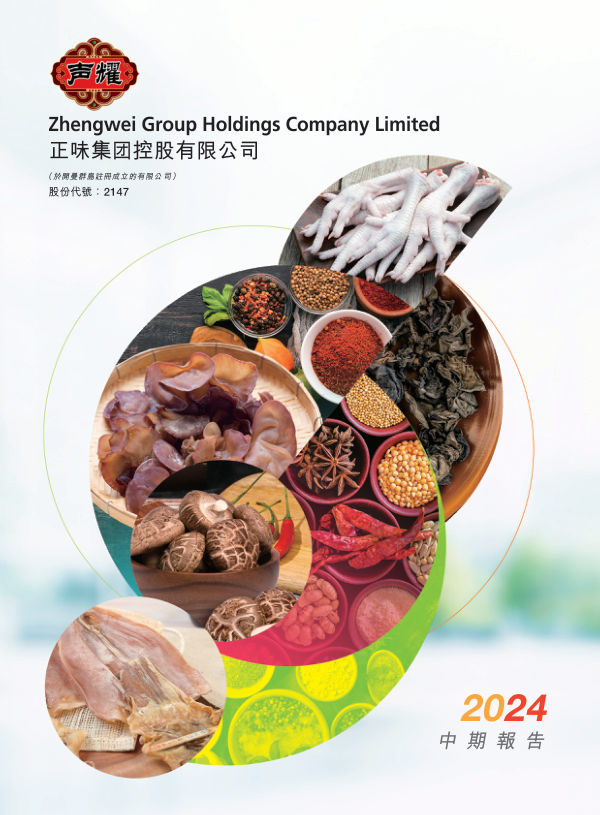 声耀
Zhengwei Group Holdings Company Limited
正味集团控股有限公司
（於開曼群島註冊成立的有限公司）
股份代號：2147
2024
中期報告